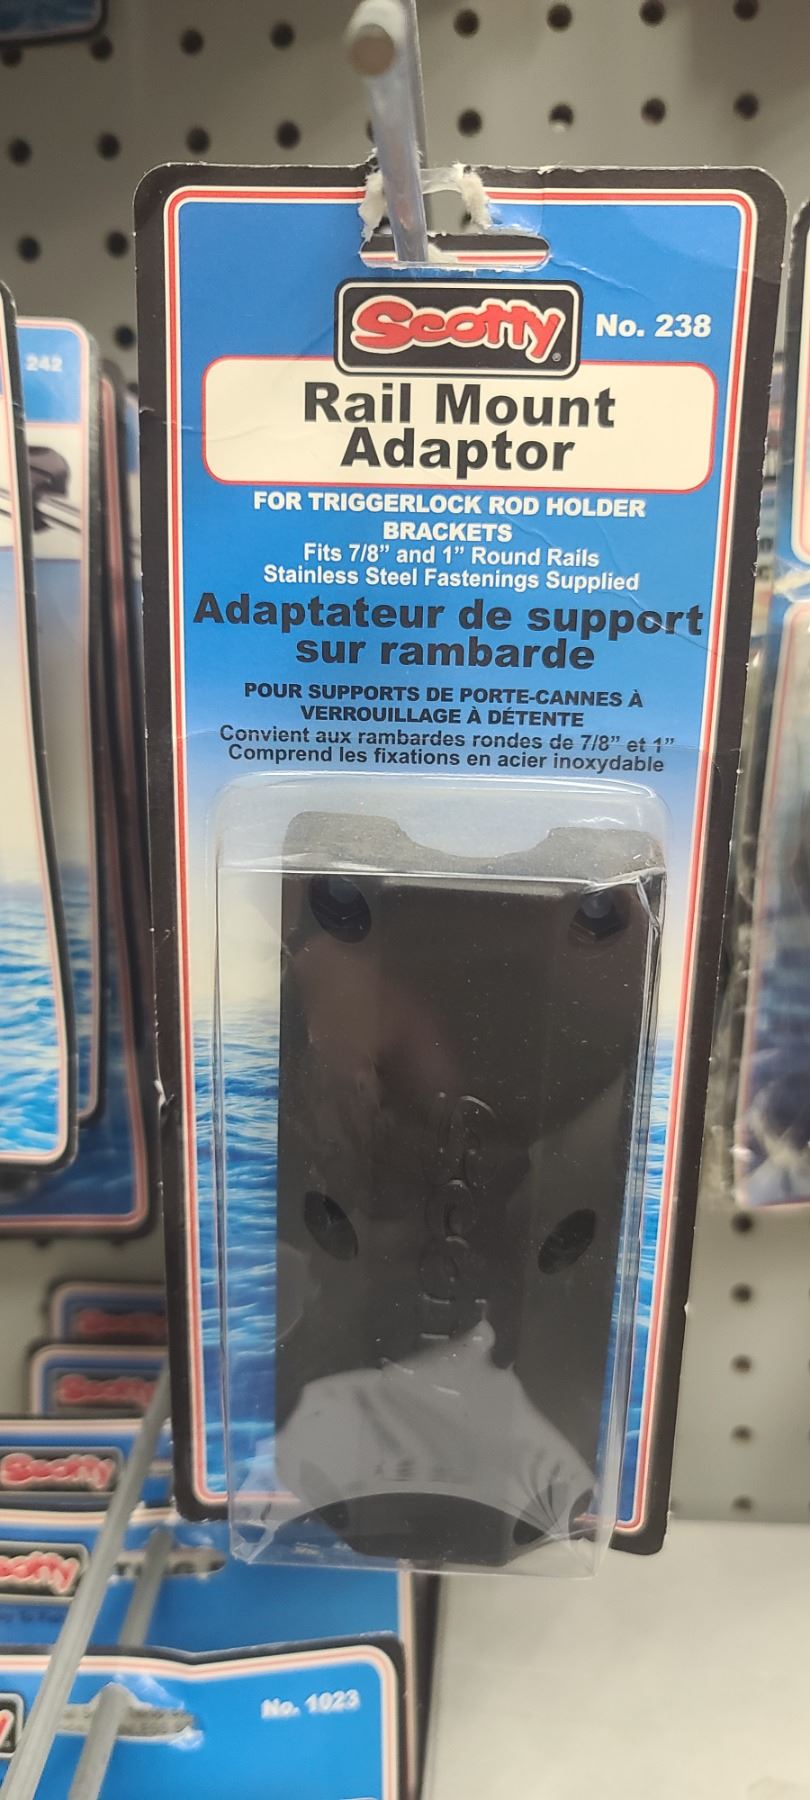 Scotty
No. 238
Rail Mount
Adaptor
FOR TRIGGERLOCK ROD HOLDER
BRACKETS
Fits 7/8" and 1" Round Rails
Stainless Steel Fastenings Supplied
Adaptateur de support
sur rambarde
POUR SUPPORTS DE PORTE-CANNES À
VERROUILLAGE À DÉTENTE
Convient aux rambardes rondes de 7/8" et 1"
Comprend les fixations en acier inoxydable
242
Scotty
Scotty
Scotty
No. 1023